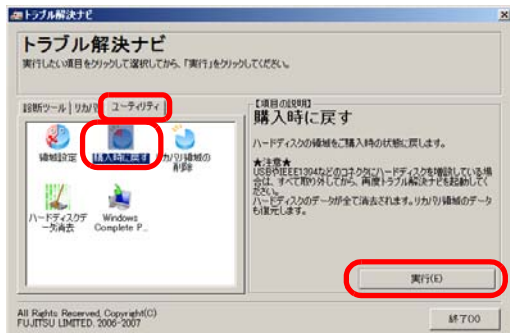 トラブル解決ナビ
トラブル解決ナビ
実行したい項目をクリックして選択してから、「実行」をクリックしてください。
診断ツール
リカバリ
ユーティリティ
領域設定
購入時に戻す
リカバリ領域の
削除
ハードディスクデ
ータ消去
Windows
Complete P...
【項目の説明】
購入時に戻す
ハードディスクの領域をご購入時の状態に戻します。
★注意★
USBやIEEE1394などのコネクタにハードディスクを増設している場
合は、すべて取り外してから、再度トラブル解決ナビを起動してく
ださい。
ハードディスクのデータが全て消去されます。リカバリ領域のデータ
も復元します。
実行(E)
All Rights Reserved, Copyright(C)
FUJITSU LIMITED. 2006-2007
終了(X)